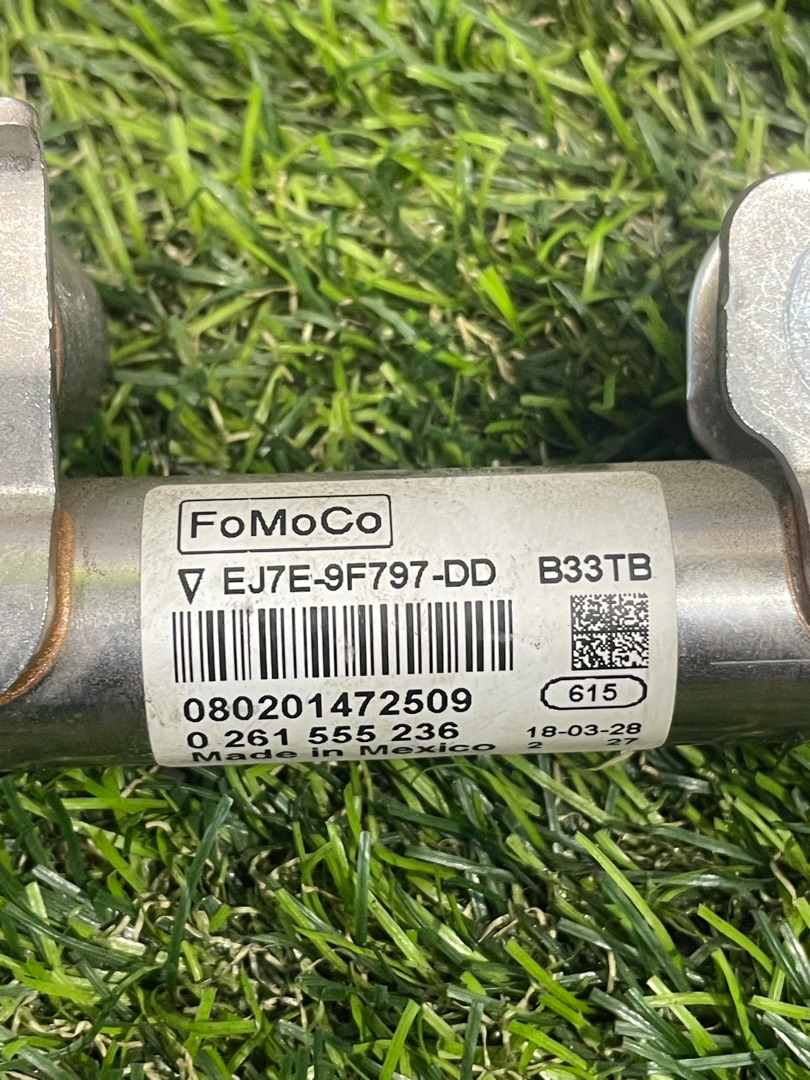 FoMoCo
EJ7E-9F797-DD B33TB
080201472509
615
0 261 555 236
18-03-28
Made in Mexico
2 27